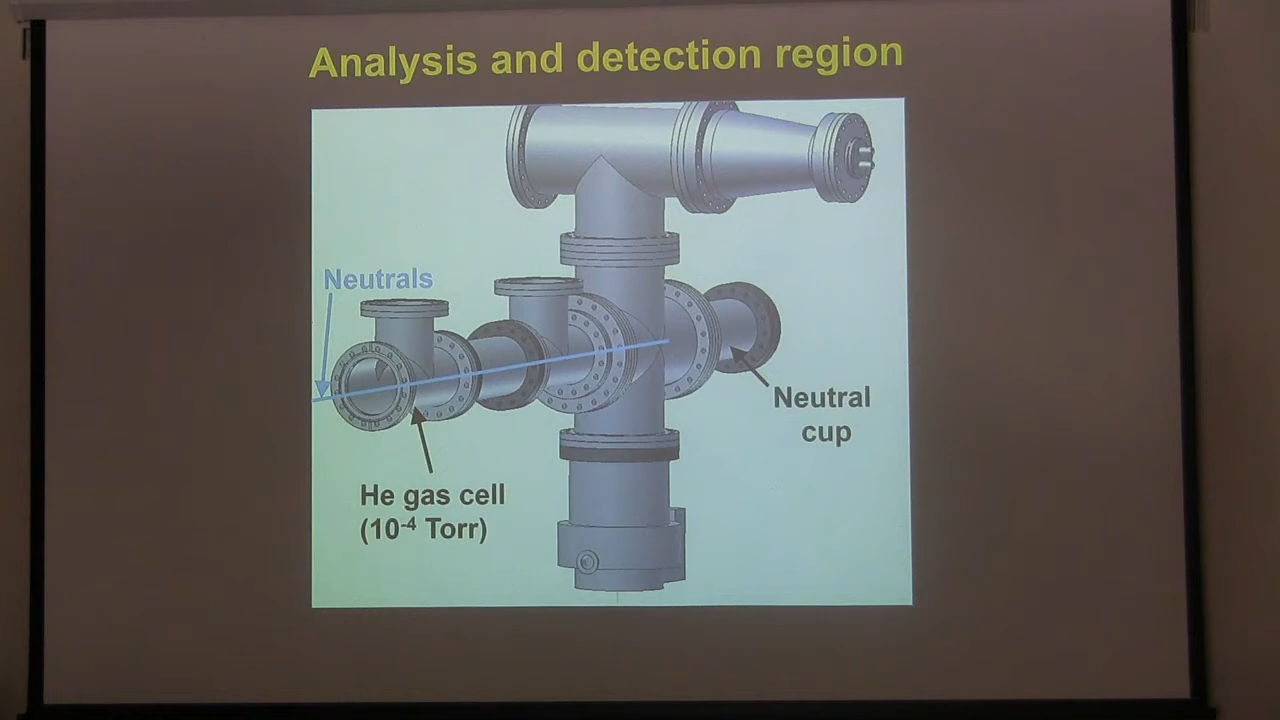 Analysis and detection region
Neutrals
Neutral
cup
He gas cell
(10⁻⁴ Torr)